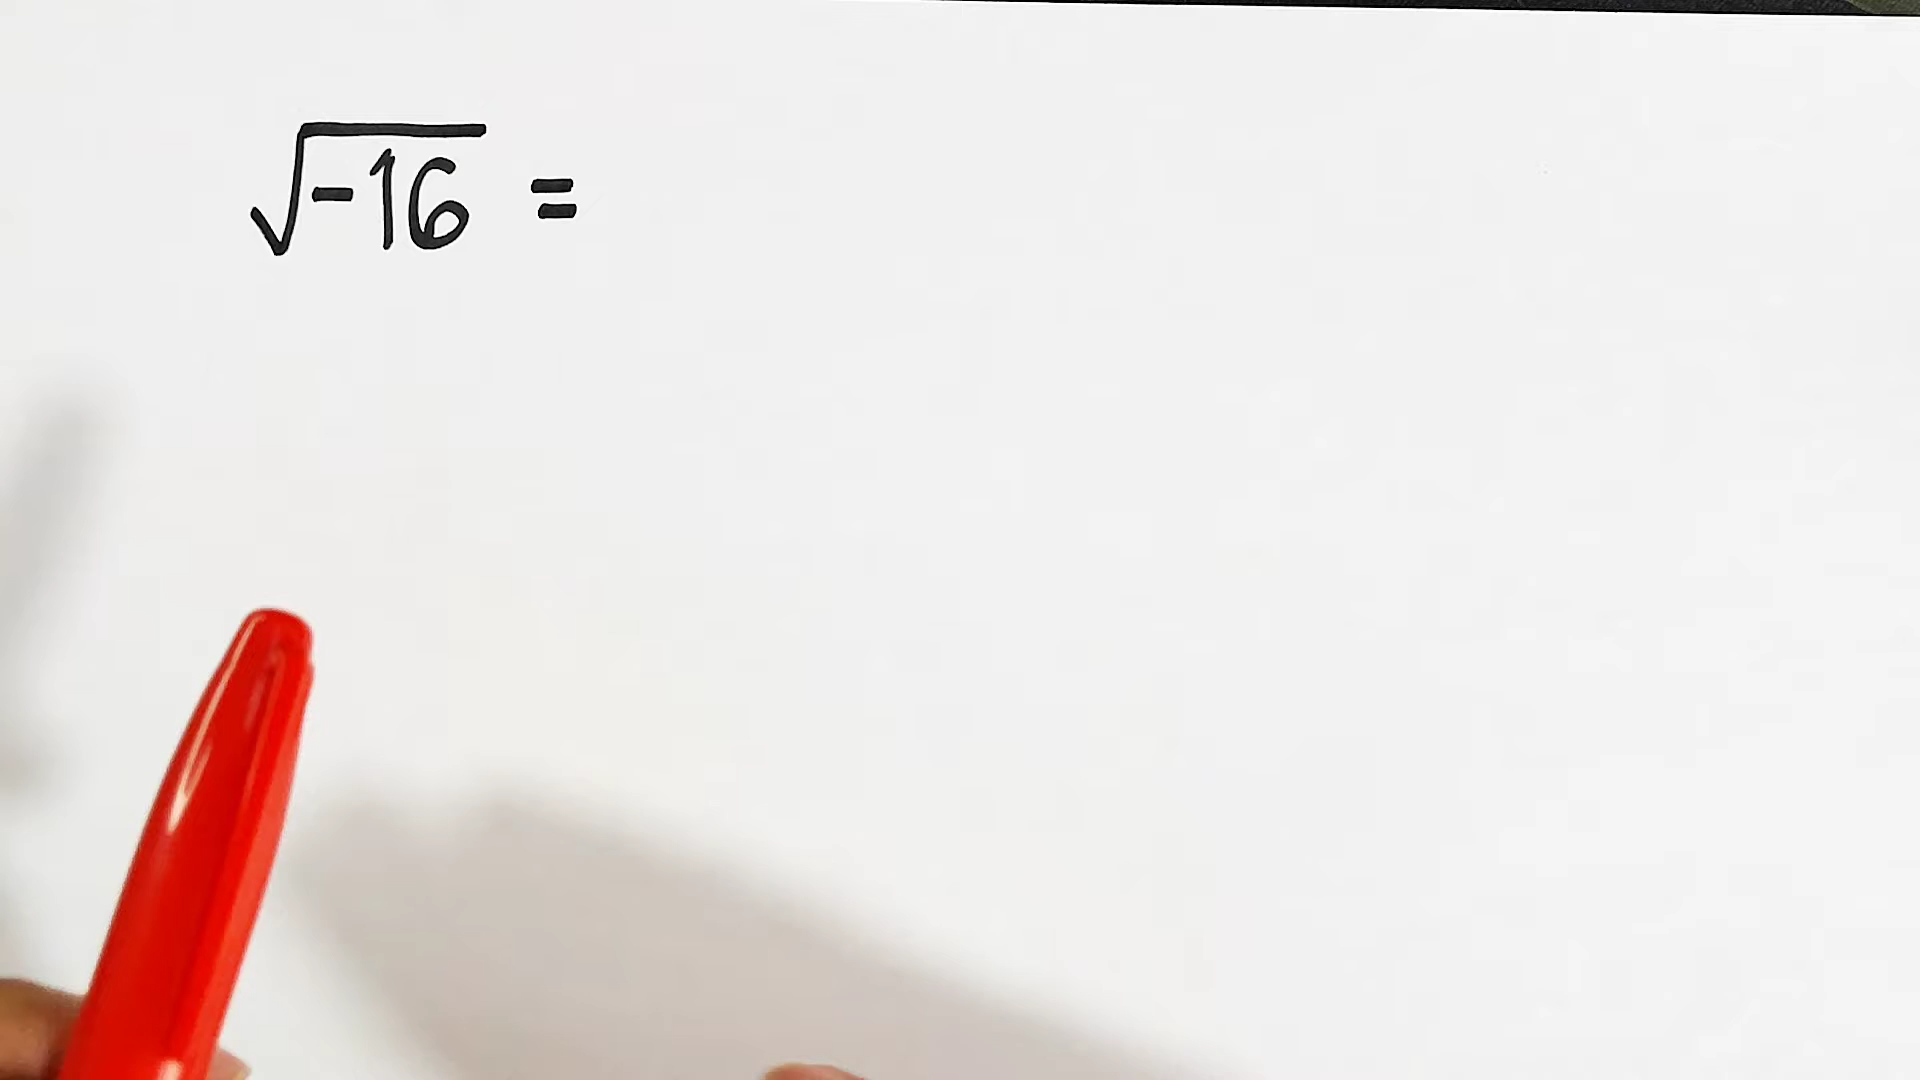 √-16 =